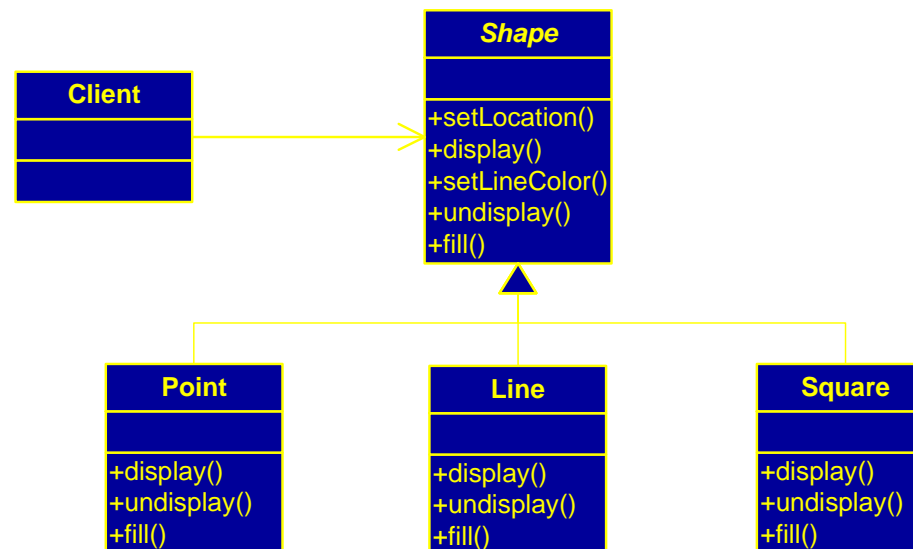 Shape
Client
+setLocation()
+display()
+setLineColor()
+undisplay()
+fill()
Point
+display()
+undisplay()
+fill()
Line
+display()
+undisplay()
+fill()
Square
+display()
+undisplay()
+fill()